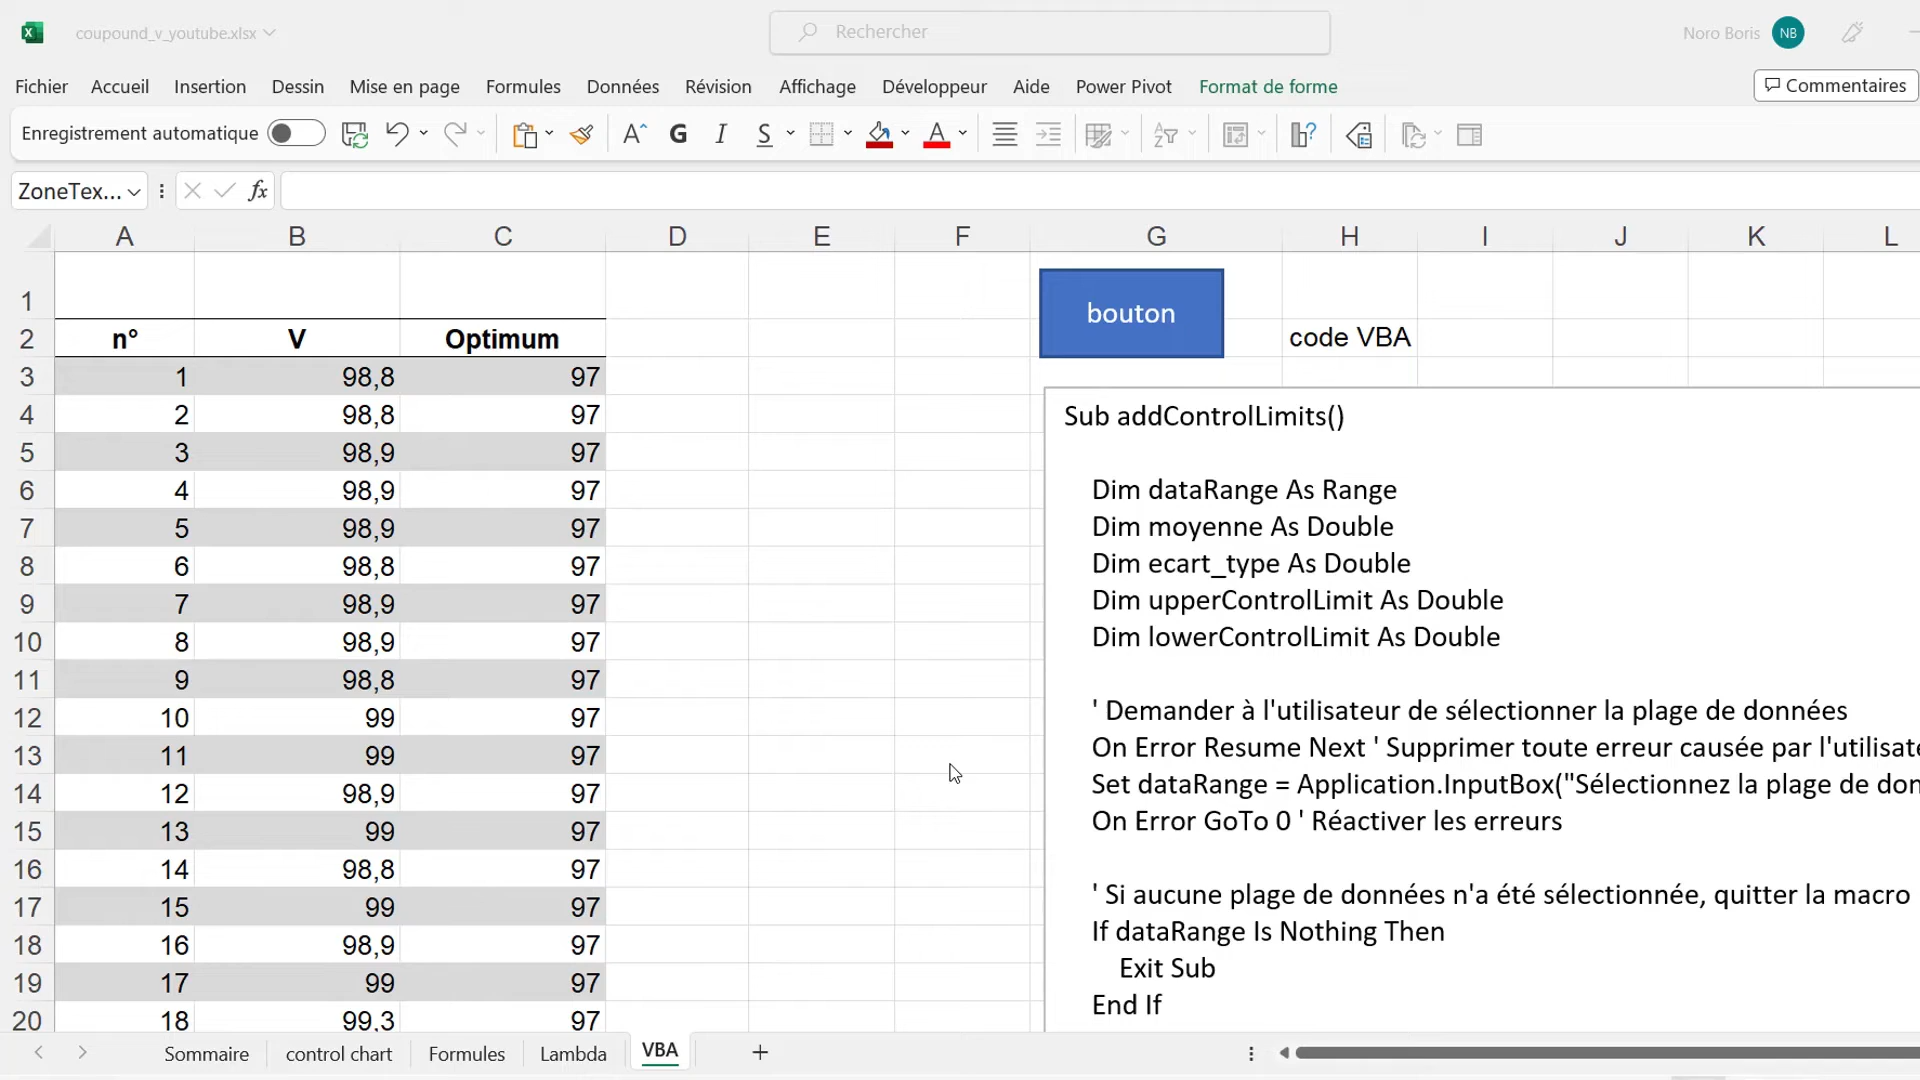 coupound_v_youtube.xlsx
Rechercher
Noro Boris
NB
Fichier Accueil Insertion Dessin Mise en page Formules Données Révision Affichage Développeur Aide Power Pivot Format de forme
Commentaires
Enregistrement automatique
A G I S A
ZoneTex...
fx
A B C D E F G H I J K L
1 bouton
2 n° V Optimum code VBA
3 1 98,8 97
4 2 98,8 97
5 3 98,9 97
6 4 98,9 97
7 5 98,9 97
8 6 98,8 97
9 7 98,9 97
10 8 98,9 97
11 9 98,8 97
12 10 99 97
13 11 99 97
14 12 98,9 97
15 13 99 97
16 14 98,8 97
17 15 99 97
18 16 98,9 97
19 17 99 97
20 18 99,3 97
Sub addControlLimits()
Dim dataRange As Range
Dim moyenne As Double
Dim ecart_type As Double
Dim upperControlLimit As Double
Dim lowerControlLimit As Double
' Demander à l'utilisateur de sélectionner la plage de données
On Error Resume Next ' Supprimer toute erreur causée par
Set dataRange = Application.InputBox("Sélectionnez la plage de
On Error GoTo 0 ' Réactiver les erreurs
' Si aucune plage de données n'a été sélectionnée, quitter la macro
If dataRange Is Nothing Then
Exit Sub
End If
Sommaire control chart Formules Lambda VBA